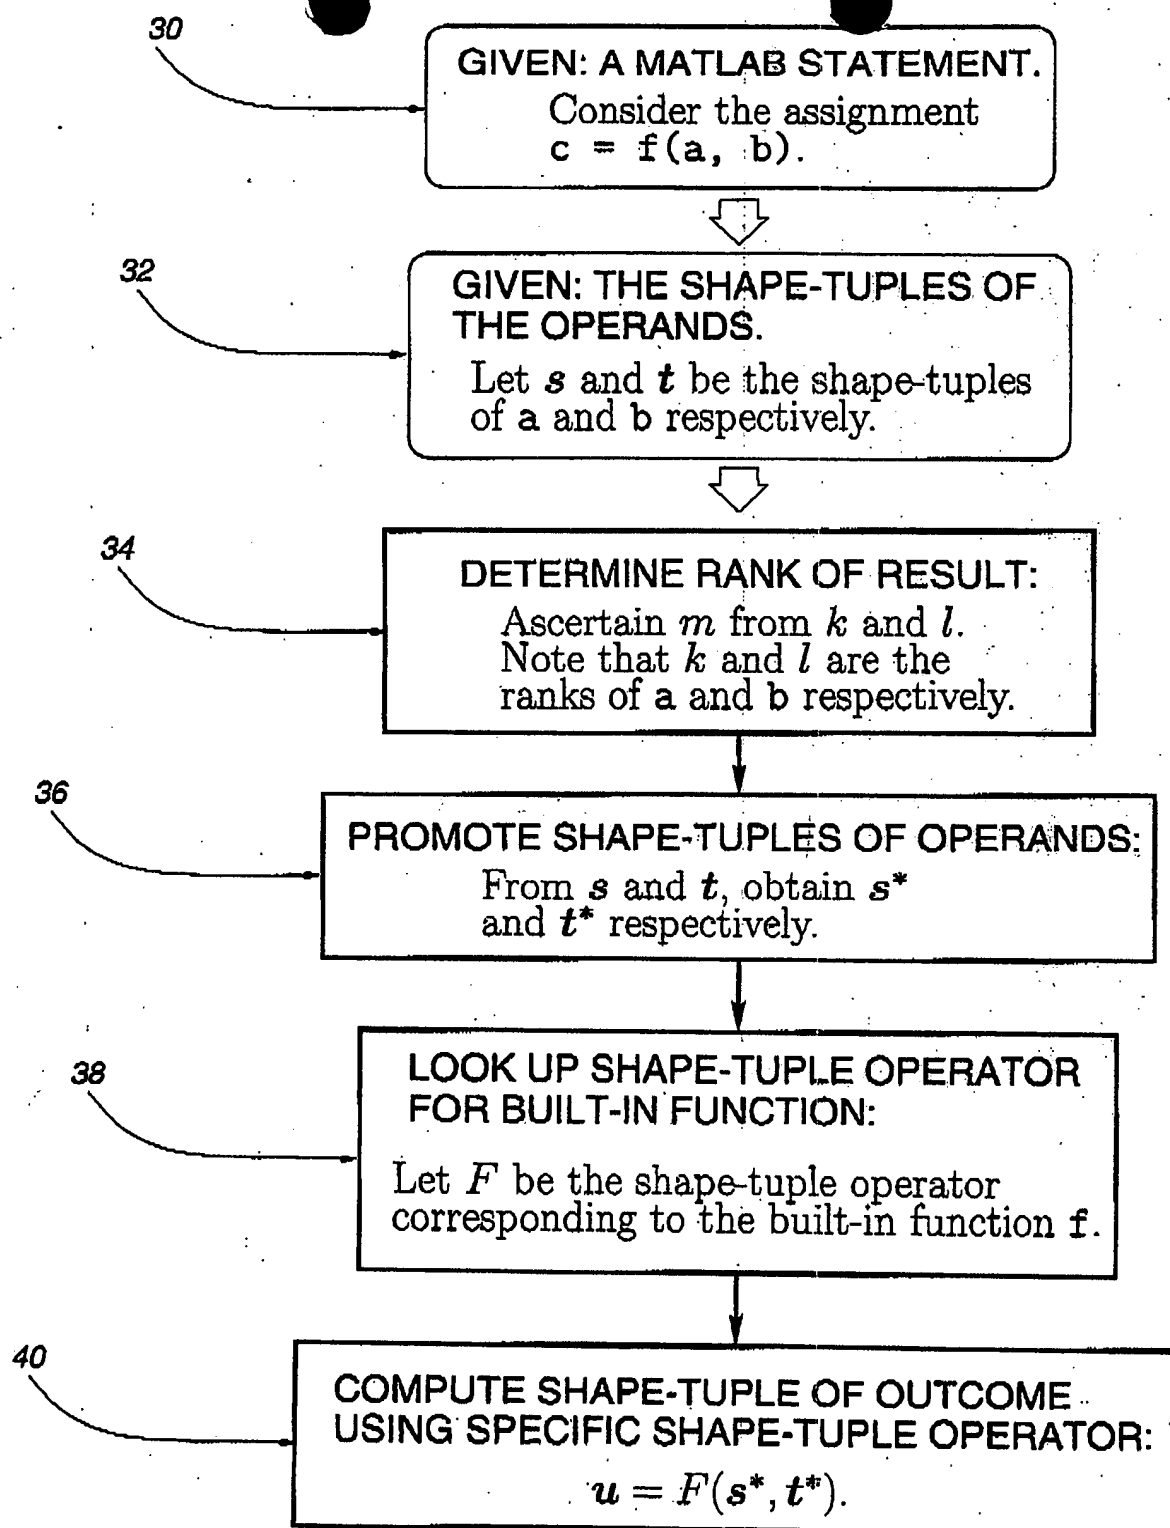 30
GIVEN: A MATLAB STATEMENT.
Consider the assignment
c = f(a, b).
32
GIVEN: THE SHAPE-TUPLES OF
THE OPERANDS.
Let s and t be the shape-tuples
of a and b respectively.
34
DETERMINE RANK OF RESULT:
Ascertain m from k and l.
Note that k and l are the
ranks of a and b respectively.
36
PROMOTE SHAPE-TUPLES OF OPERANDS:
From s and t, obtain s*
and t* respectively.
38
LOOK UP SHAPE-TUPLE OPERATOR
FOR BUILT-IN FUNCTION:
Let F be the shape-tuple operator
corresponding to the built-in function f.
40
COMPUTE SHAPE-TUPLE OF OUTCOME
USING SPECIFIC SHAPE-TUPLE OPERATOR:
u = F(s*, t*).